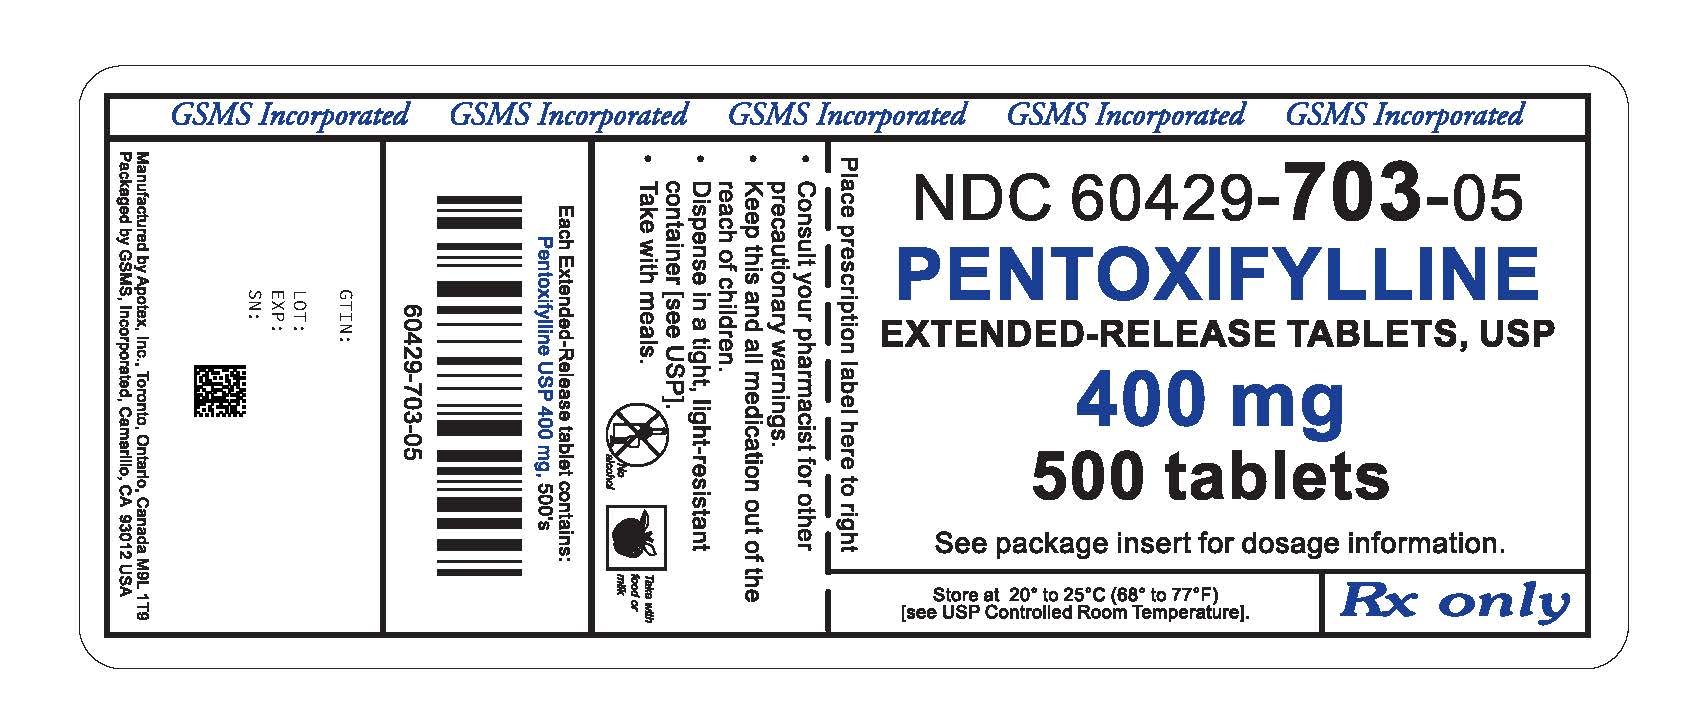 GSMS Incorporated GSMS Incorporated GSMS Incorporated GSMS Incorporated GSMS Incorporated
NDC 60429-703-05
PENTOXIFYLLINE
EXTENDED-RELEASE TABLETS, USP
400 mg
500 tablets
See package insert for dosage information.
Store at 20° to 25°C (68° to 77°F)
[see USP Controlled Room Temperature].
Rx only
Place prescription label here to right
• Consult your pharmacist for other
precautionary warnings.
• Keep this and all medication out of the
reach of children.
• Dispense in a tight, light-resistant
container [see USP].
• Take with meals.
No
alcohol
Take with
food or
milk
Each Extended-Release tablet contains:
Pentoxifylline USP 400 mg, 500's
60429-703-05
GTIN:
LOT:
EXP:
SN:
Manufactured by Apotex, Inc., Toronto, Ontario, Canada M9L 1T9
Packaged by GSMS, Incorporated, Camarillo, CA 93012 USA